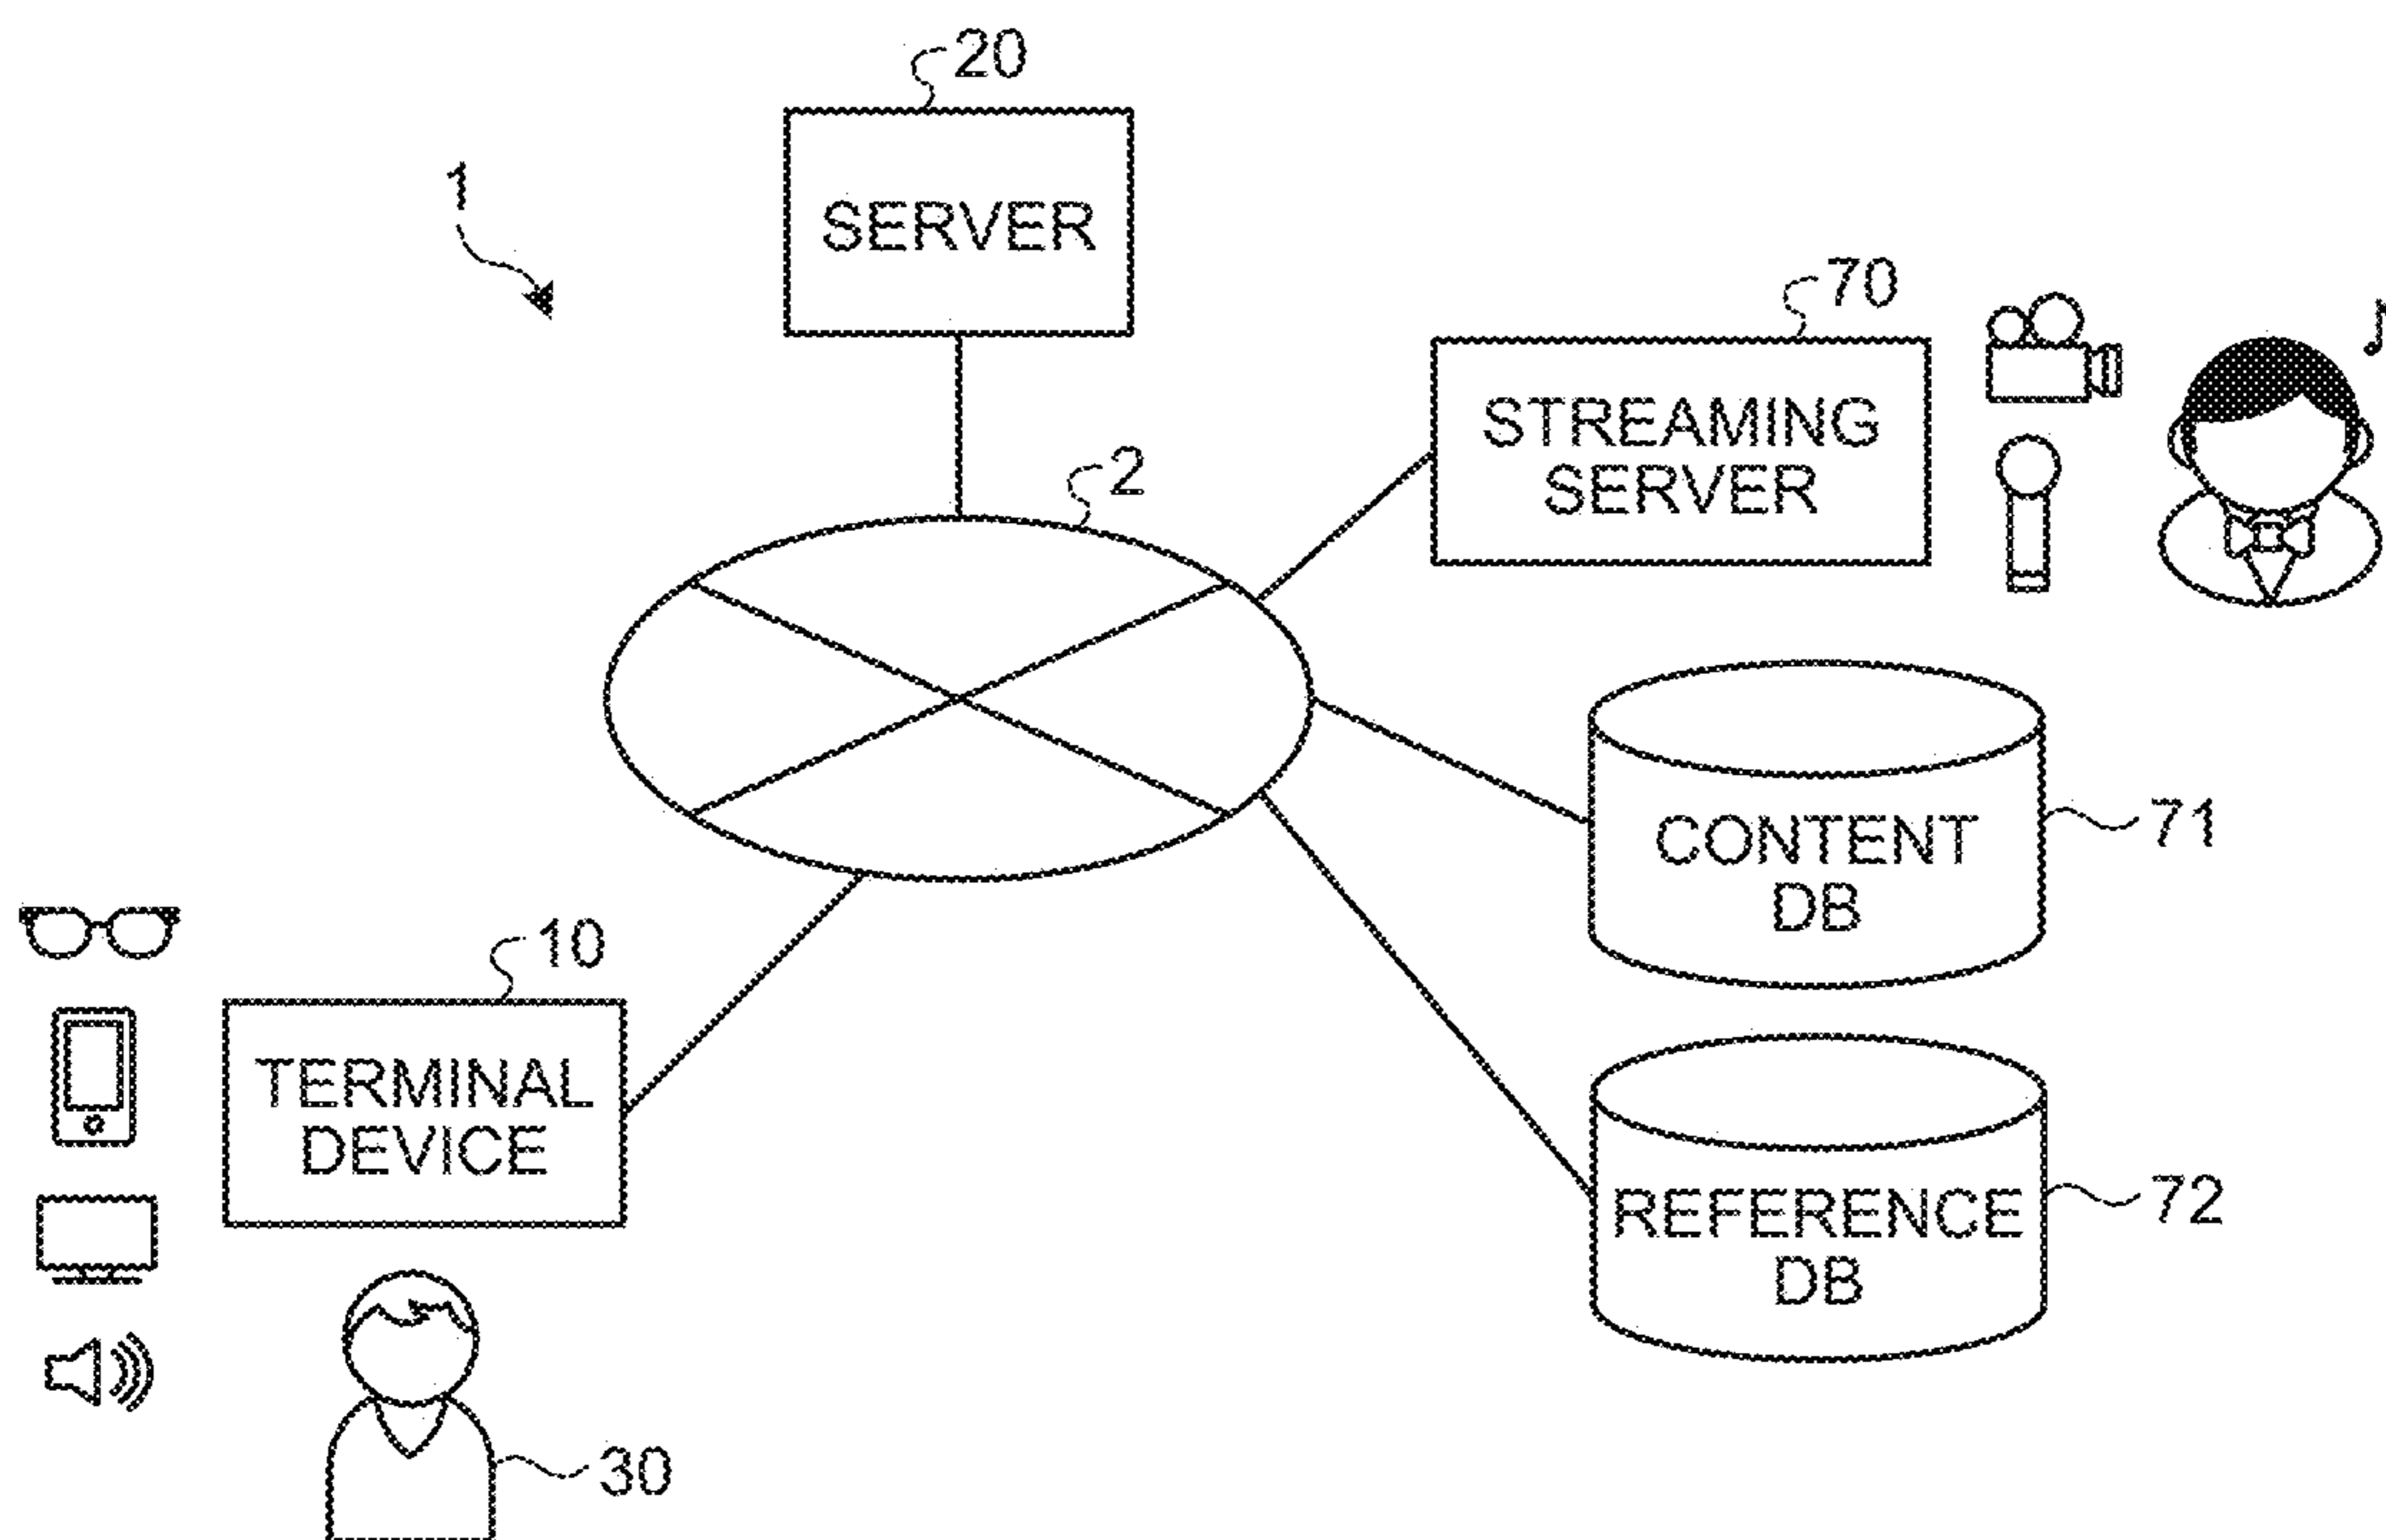 20
1
SERVER
70
STREAMING
SERVER
2
CONTENT
DB
71
10
TERMINAL
DEVICE
REFERENCE
DB
72
30